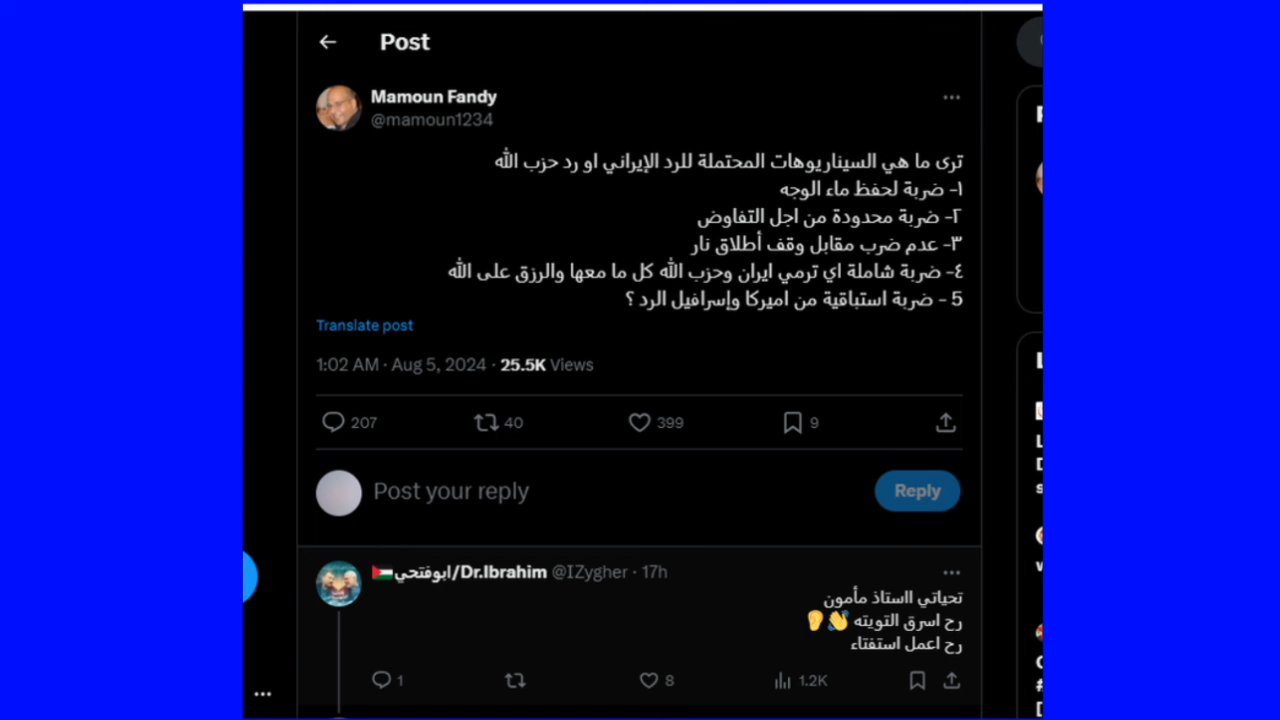 Post
Mamoun Fandy
@mamoun1234
ترى ما هي السيناريوهات المحتملة للرد الإيراني او رد حزب الله
١- ضربة لحفظ ماء الوجه
٢- ضربة محدودة من اجل التفاوض
٣- عدم ضرب مقابل وقف أطلاق نار
٤- ضربة شاملة اي ترمي ايران وحزب الله كل ما معها والرزق على الله
5 - ضربة استباقية من اميركا وإسرافيل الرد ؟
Translate post
1:02 AM · Aug 5, 2024 · 25.5K Views
207 40 399 9
Post your reply
Reply
ابوفتحي/Dr.Ibrahim @IZygher · 17h
تحياتي ااستاذ مأمون
رح اسرق التويته
رح اعمل استفتاء
1 8 1.2K